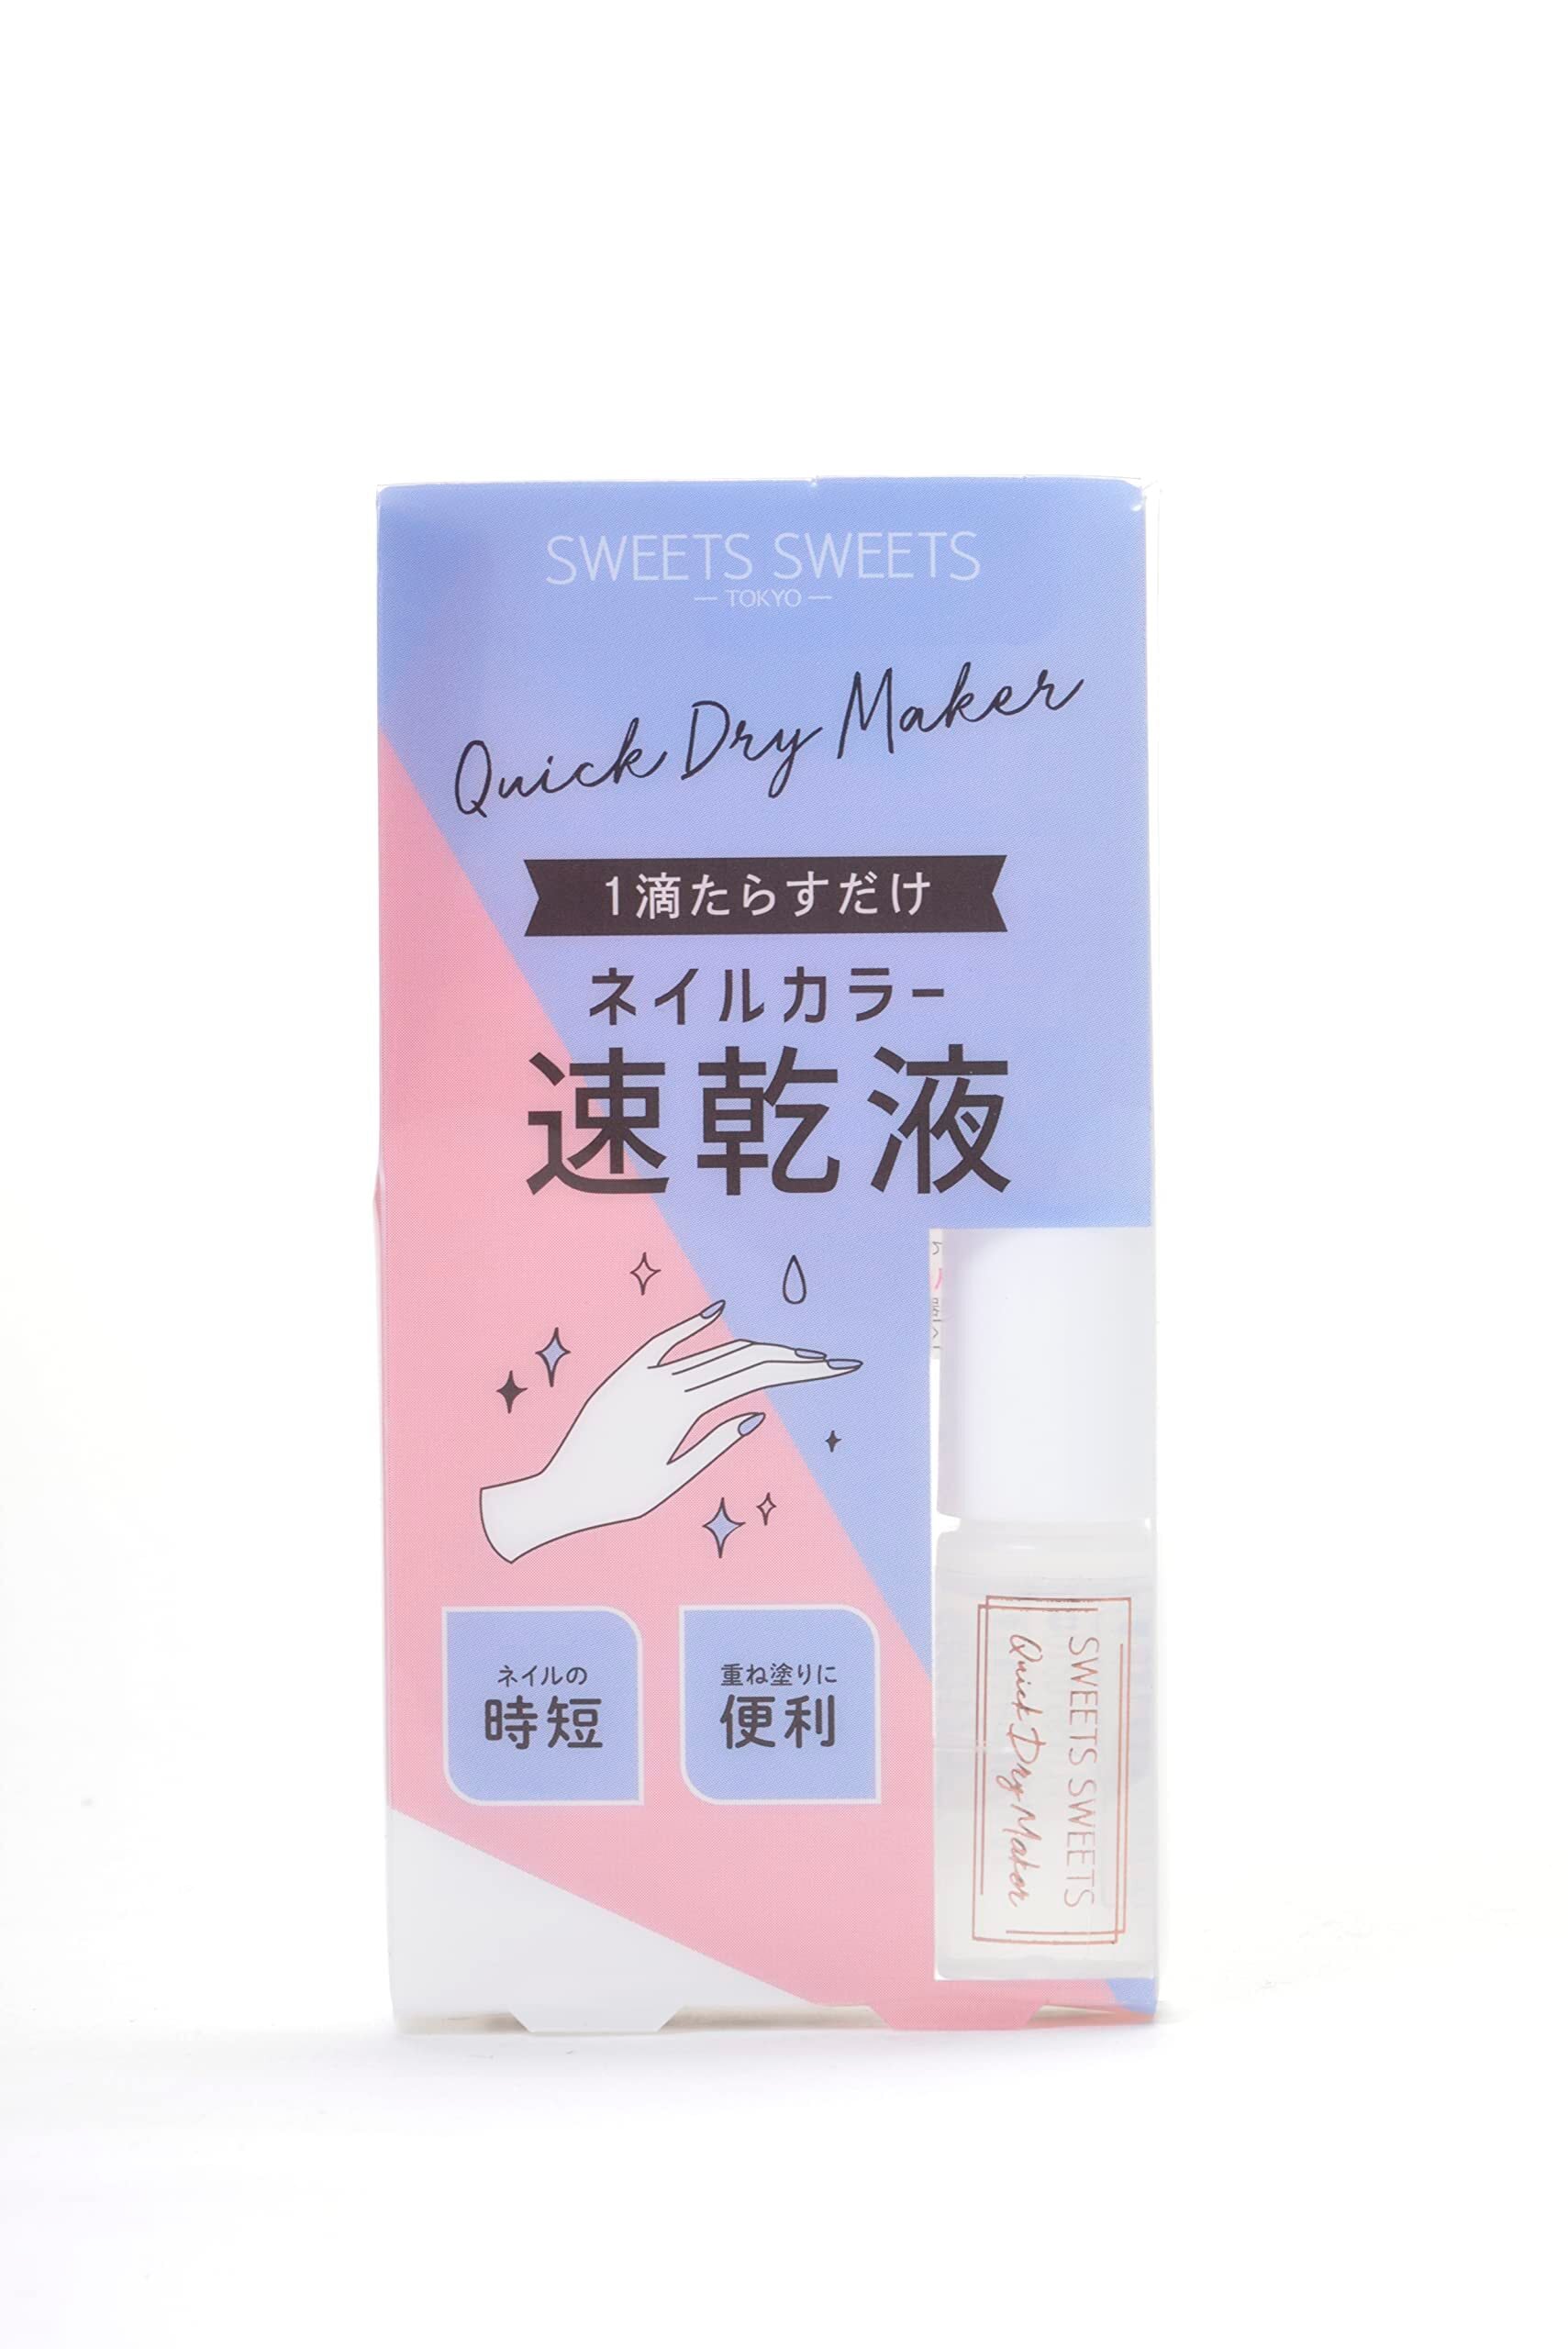 SWEETS SWEETS
— TOKYO —
Quick Dry Maker
1滴たらすだけ
ネイルカラー
速乾液
ネイルの
時短
重ね塗りに
便利
SWEETS SWEETS
Quick Dry Maker